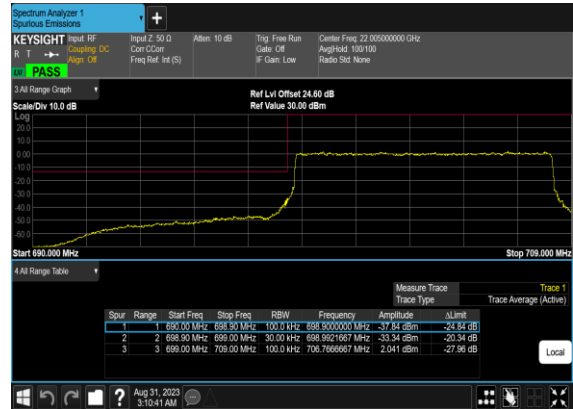 Spectrum Analyzer 1
Spurious Emissions
+
KEYSIGHT Input: RF Input Z: 50 Ω Atten: 10 dB Trig: Free Run Center Freq: 22.005000000 GHz
R T Coupling: DC Corr CCorr Gate: Off Avg|Hold: 100/100
Align: Off Freq Ref: Int (S) IF Gain: Low Radio Std: None
LW PASS
3 All Range Graph
Ref Lvl Offset 24.60 dB
Scale/Div 10.0 dB Ref Value 30.00 dBm
Log
20.0
10.0
0.00
-10.0
-20.0
-30.0
-40.0
-50.0
-60.0
Start 690.000 MHz Stop 709.000 MHz
4 All Range Table
Measure Trace Trace 1
Trace Type Trace Average (Active)
Spur Range Start Freq Stop Freq RBW Frequency Amplitude ΔLimit
1 1 690.00 MHz 698.90 MHz 100.0 kHz 698.9000000 MHz -37.84 dBm -24.84 dB
2 2 698.90 MHz 699.00 MHz 30.00 kHz 698.9921667 MHz -33.34 dBm -20.34 dB
3 3 699.00 MHz 709.00 MHz 100.0 kHz 706.7666667 MHz 2.041 dBm -27.96 dB
Local
? Aug 31, 2023
3:10:41 AM